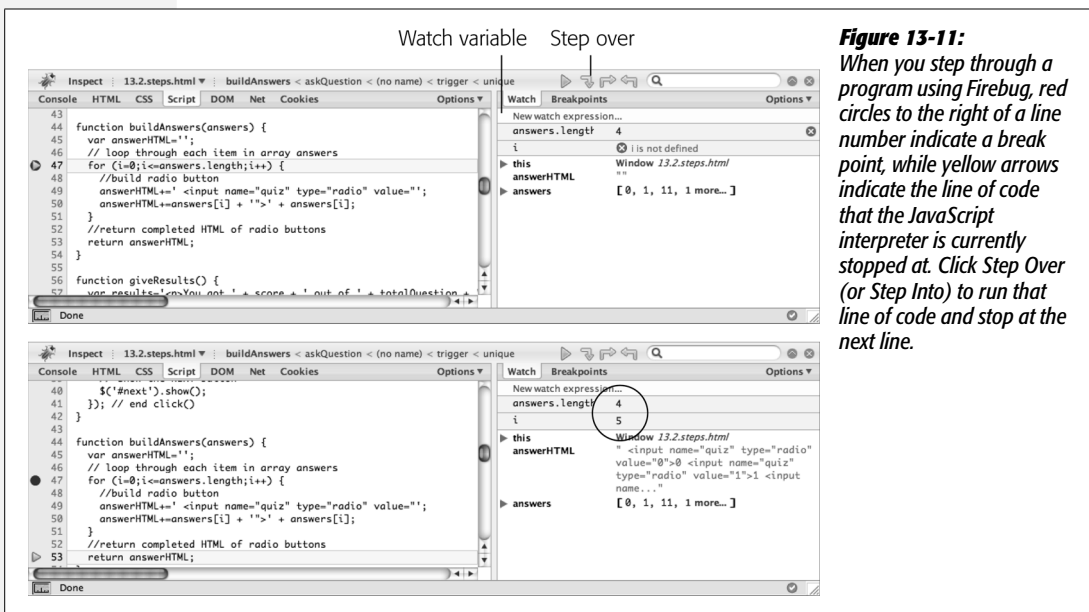 Watch variable Step over
Inspect 13.2.steps.html buildAnswers < askQuestion < (no name) < trigger < unique
Console HTML CSS Script DOM Net Cookies Options
Watch Breakpoints Options
43
44 function buildAnswers(answers) {
45 var answerHTML='';
46 // loop through each item in array answers
47 for (i=0;i<=answers.length;i++) {
48 //build radio button
49 answerHTML+=' <input name="quiz" type="radio" value="';
50 answerHTML+=answers[i] + '">' + answers[i];
51 }
52 //return completed HTML of radio buttons
53 return answerHTML;
54 }
55
56 function giveResults() {
57 var results='<p>You got ' + score + ' out of ' + totalQuestion +
New watch expression...
answers.length 4
i i is not defined
this Window 13.2.steps.html
answerHTML ""
answers [ 0, 1, 11, 1 more... ]
Done
Inspect 13.2.steps.html buildAnswers < askQuestion < (no name) < trigger < unique
Console HTML CSS Script DOM Net Cookies Options
Watch Breakpoints Options
40 $('#next').show();
41 }); // end click()
42 }
43
44 function buildAnswers(answers) {
45 var answerHTML='';
46 // loop through each item in array answers
47 for (i=0;i<=answers.length;i++) {
48 //build radio button
49 answerHTML+=' <input name="quiz" type="radio" value="';
50 answerHTML+=answers[i] + '">' + answers[i];
51 }
52 //return completed HTML of radio buttons
53 return answerHTML;
New watch expression...
answers.length 4
i 5
this Window 13.2.steps.html
answerHTML " <input name="quiz" type="radio"
value="0">0 <input name="quiz"
type="radio" value="1">1 <input
name..."
answers [ 0, 1, 11, 1 more... ]
Done
Figure 13-11:
When you step through a
program using Firebug, red
circles to the right of a line
number indicate a break
point, while yellow arrows
indicate the line of code
that the JavaScript
interpreter is currently
stopped at. Click Step Over
(or Step Into) to run that
line of code and stop at the
next line.